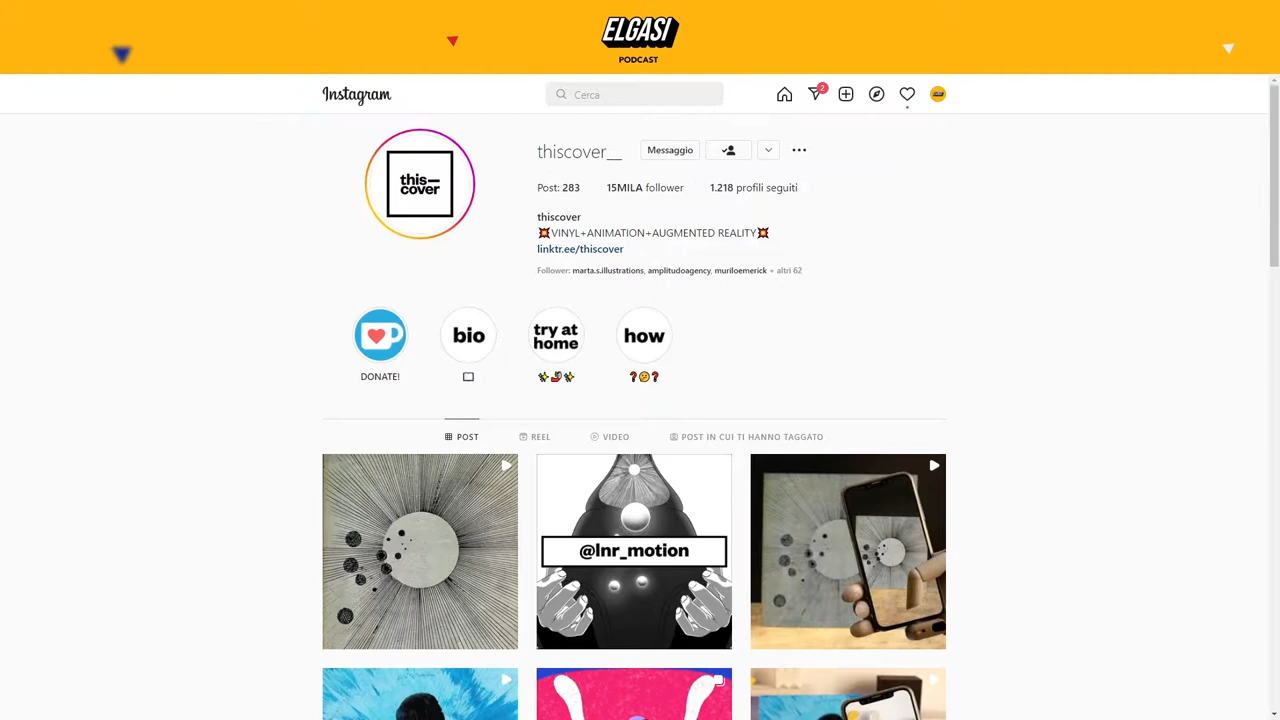 ELGASI
PODCAST
Instagram
Cerca
2
this—
cover
thiscover__
Messaggio
Post: 283
15MILA follower
1.218 profili seguiti
thiscover
💥VINYL+ANIMATION+AUGMENTED REALITY💥
linktr.ee/thiscover
Follower: marta.s.illustrations, amplitudoagency, muriloemerick + altri 62
bio
try at
home
how
DONATE!
POST
REEL
VIDEO
POST IN CUI TI HANNO TAGGATO
@lnr_motion